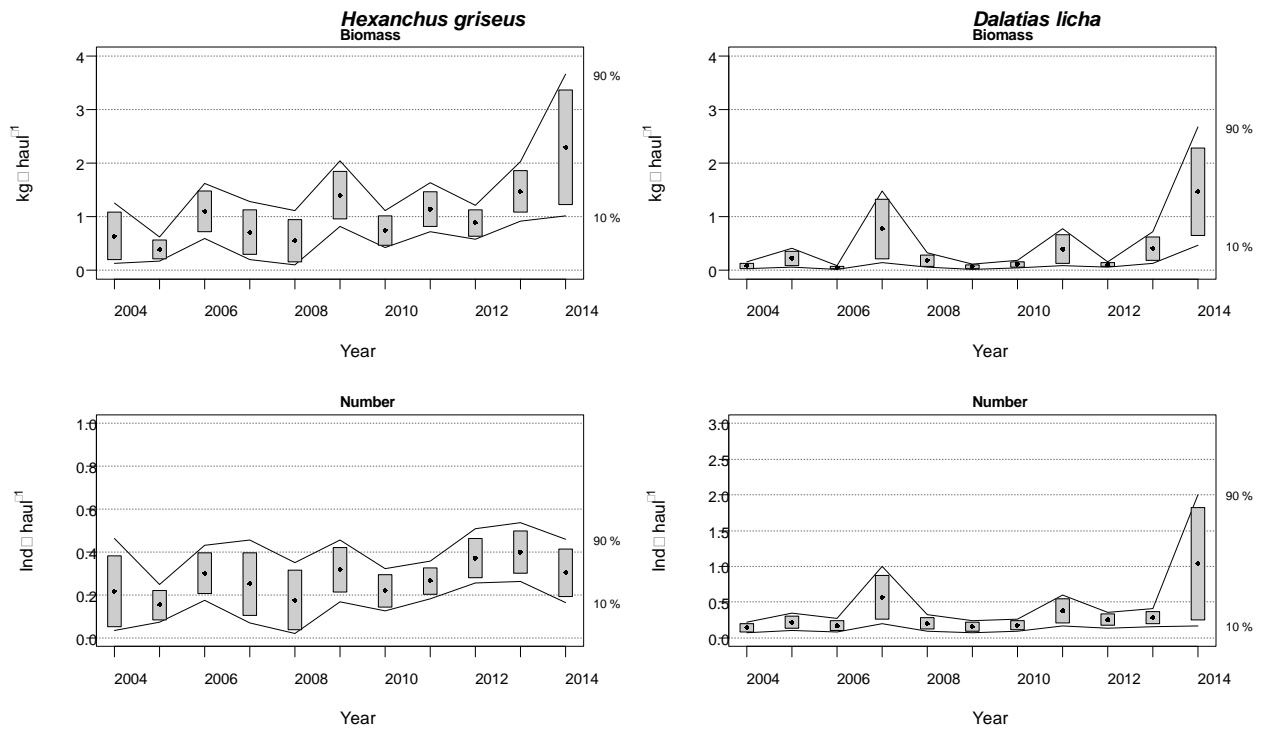 Hexanchus griseus
Biomass
4
3
2
1
0
90 %
10 %
kg□ haul□1
2004 2006 2008 2010 2012 2014
Year
Dalatias licha
Biomass
4
3
2
1
0
90 %
10 %
kg□ haul□1
2004 2006 2008 2010 2012 2014
Year
Number
1.0
0.8
0.6
0.4
0.2
0.0
90 %
10 %
Ind□ haul□1
2004 2006 2008 2010 2012 2014
Year
Number
3.0
2.5
2.0
1.5
1.0
0.5
0.0
90 %
10 %
Ind□ haul□1
2004 2006 2008 2010 2012 2014
Year